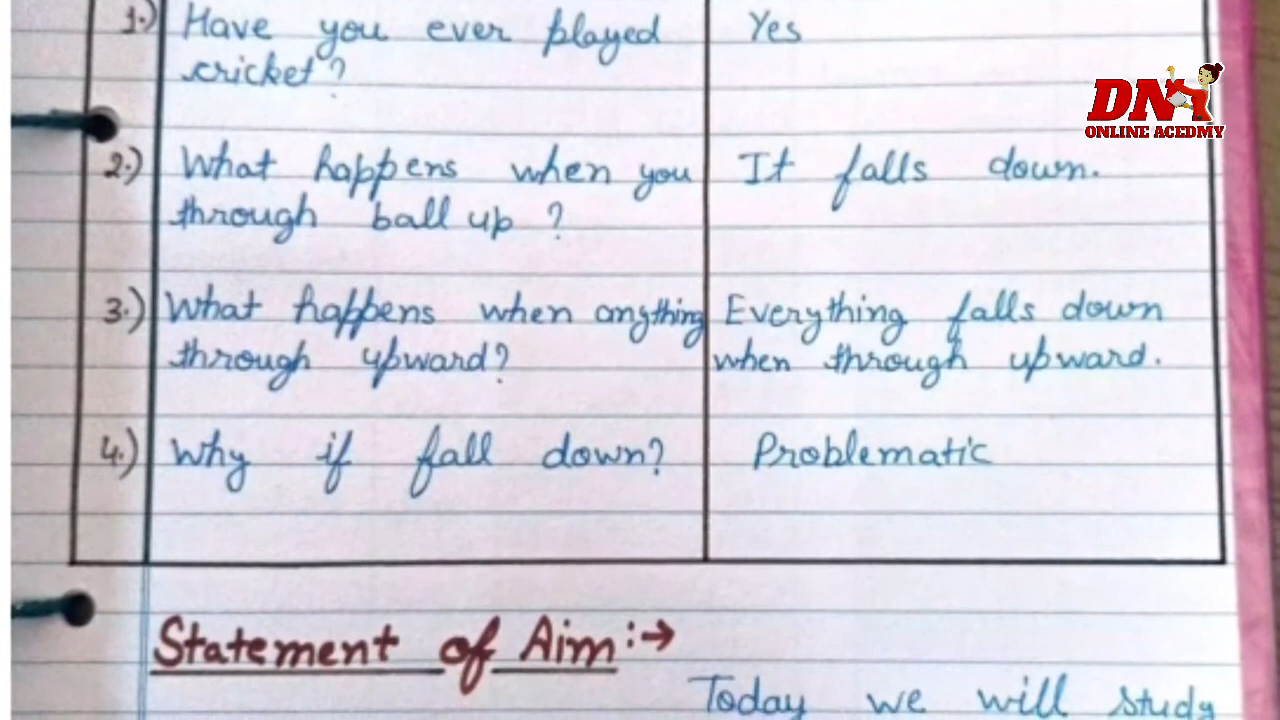 1.) Have you ever played Yes
cricket?
DNA
ONLINE ACEDMY
2.) What happens when you It falls down.
through ball up ?
3.) What happens when anything Everything falls down
through upward? when through upward.
4.) Why if fall down? Problematic
Statement of Aim:→
Today we will study